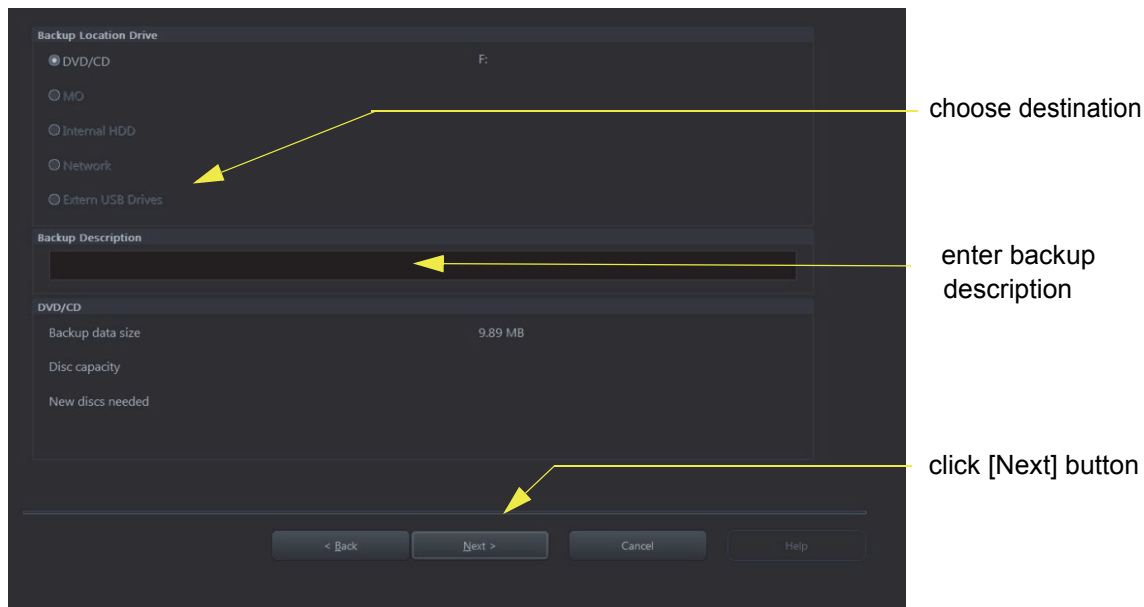 Backup Location Drive
DVD/CD F:
MO
choose destination
Internal HDD
Network
Extern USB Drives
Backup Description
enter backup
description
DVD/CD
Backup data size 9.89 MB
Disc capacity
New discs needed
click [Next] button
< Back Next > Cancel Help